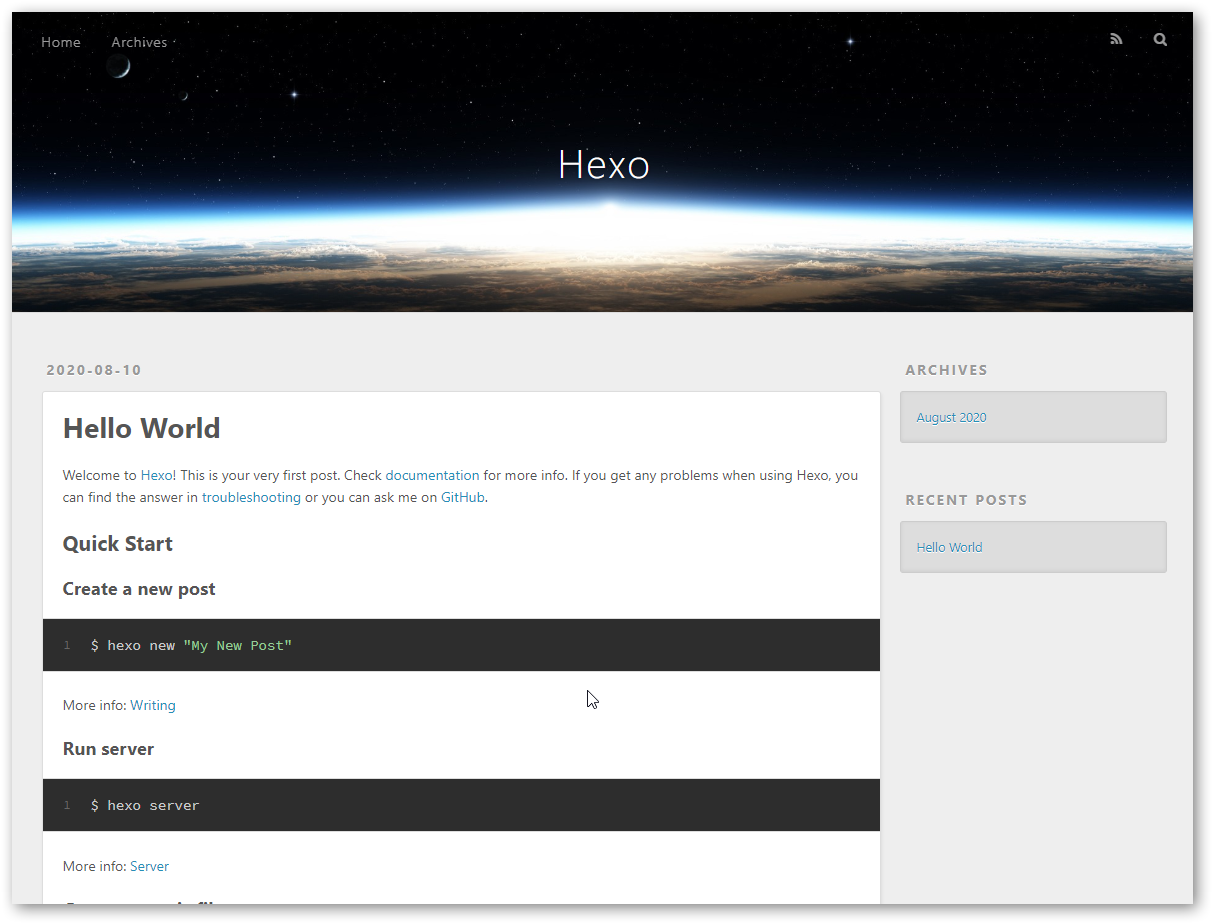 Home Archives
Hexo
2020-08-10
Hello World
Welcome to Hexo! This is your very first post. Check documentation for more info. If you get any problems when using Hexo, you
can find the answer in troubleshooting or you can ask me on GitHub.
Quick Start
Create a new post
1 $ hexo new "My New Post"
More info: Writing
Run server
1 $ hexo server
More info: Server
ARCHIVES
August 2020
RECENT POSTS
Hello World